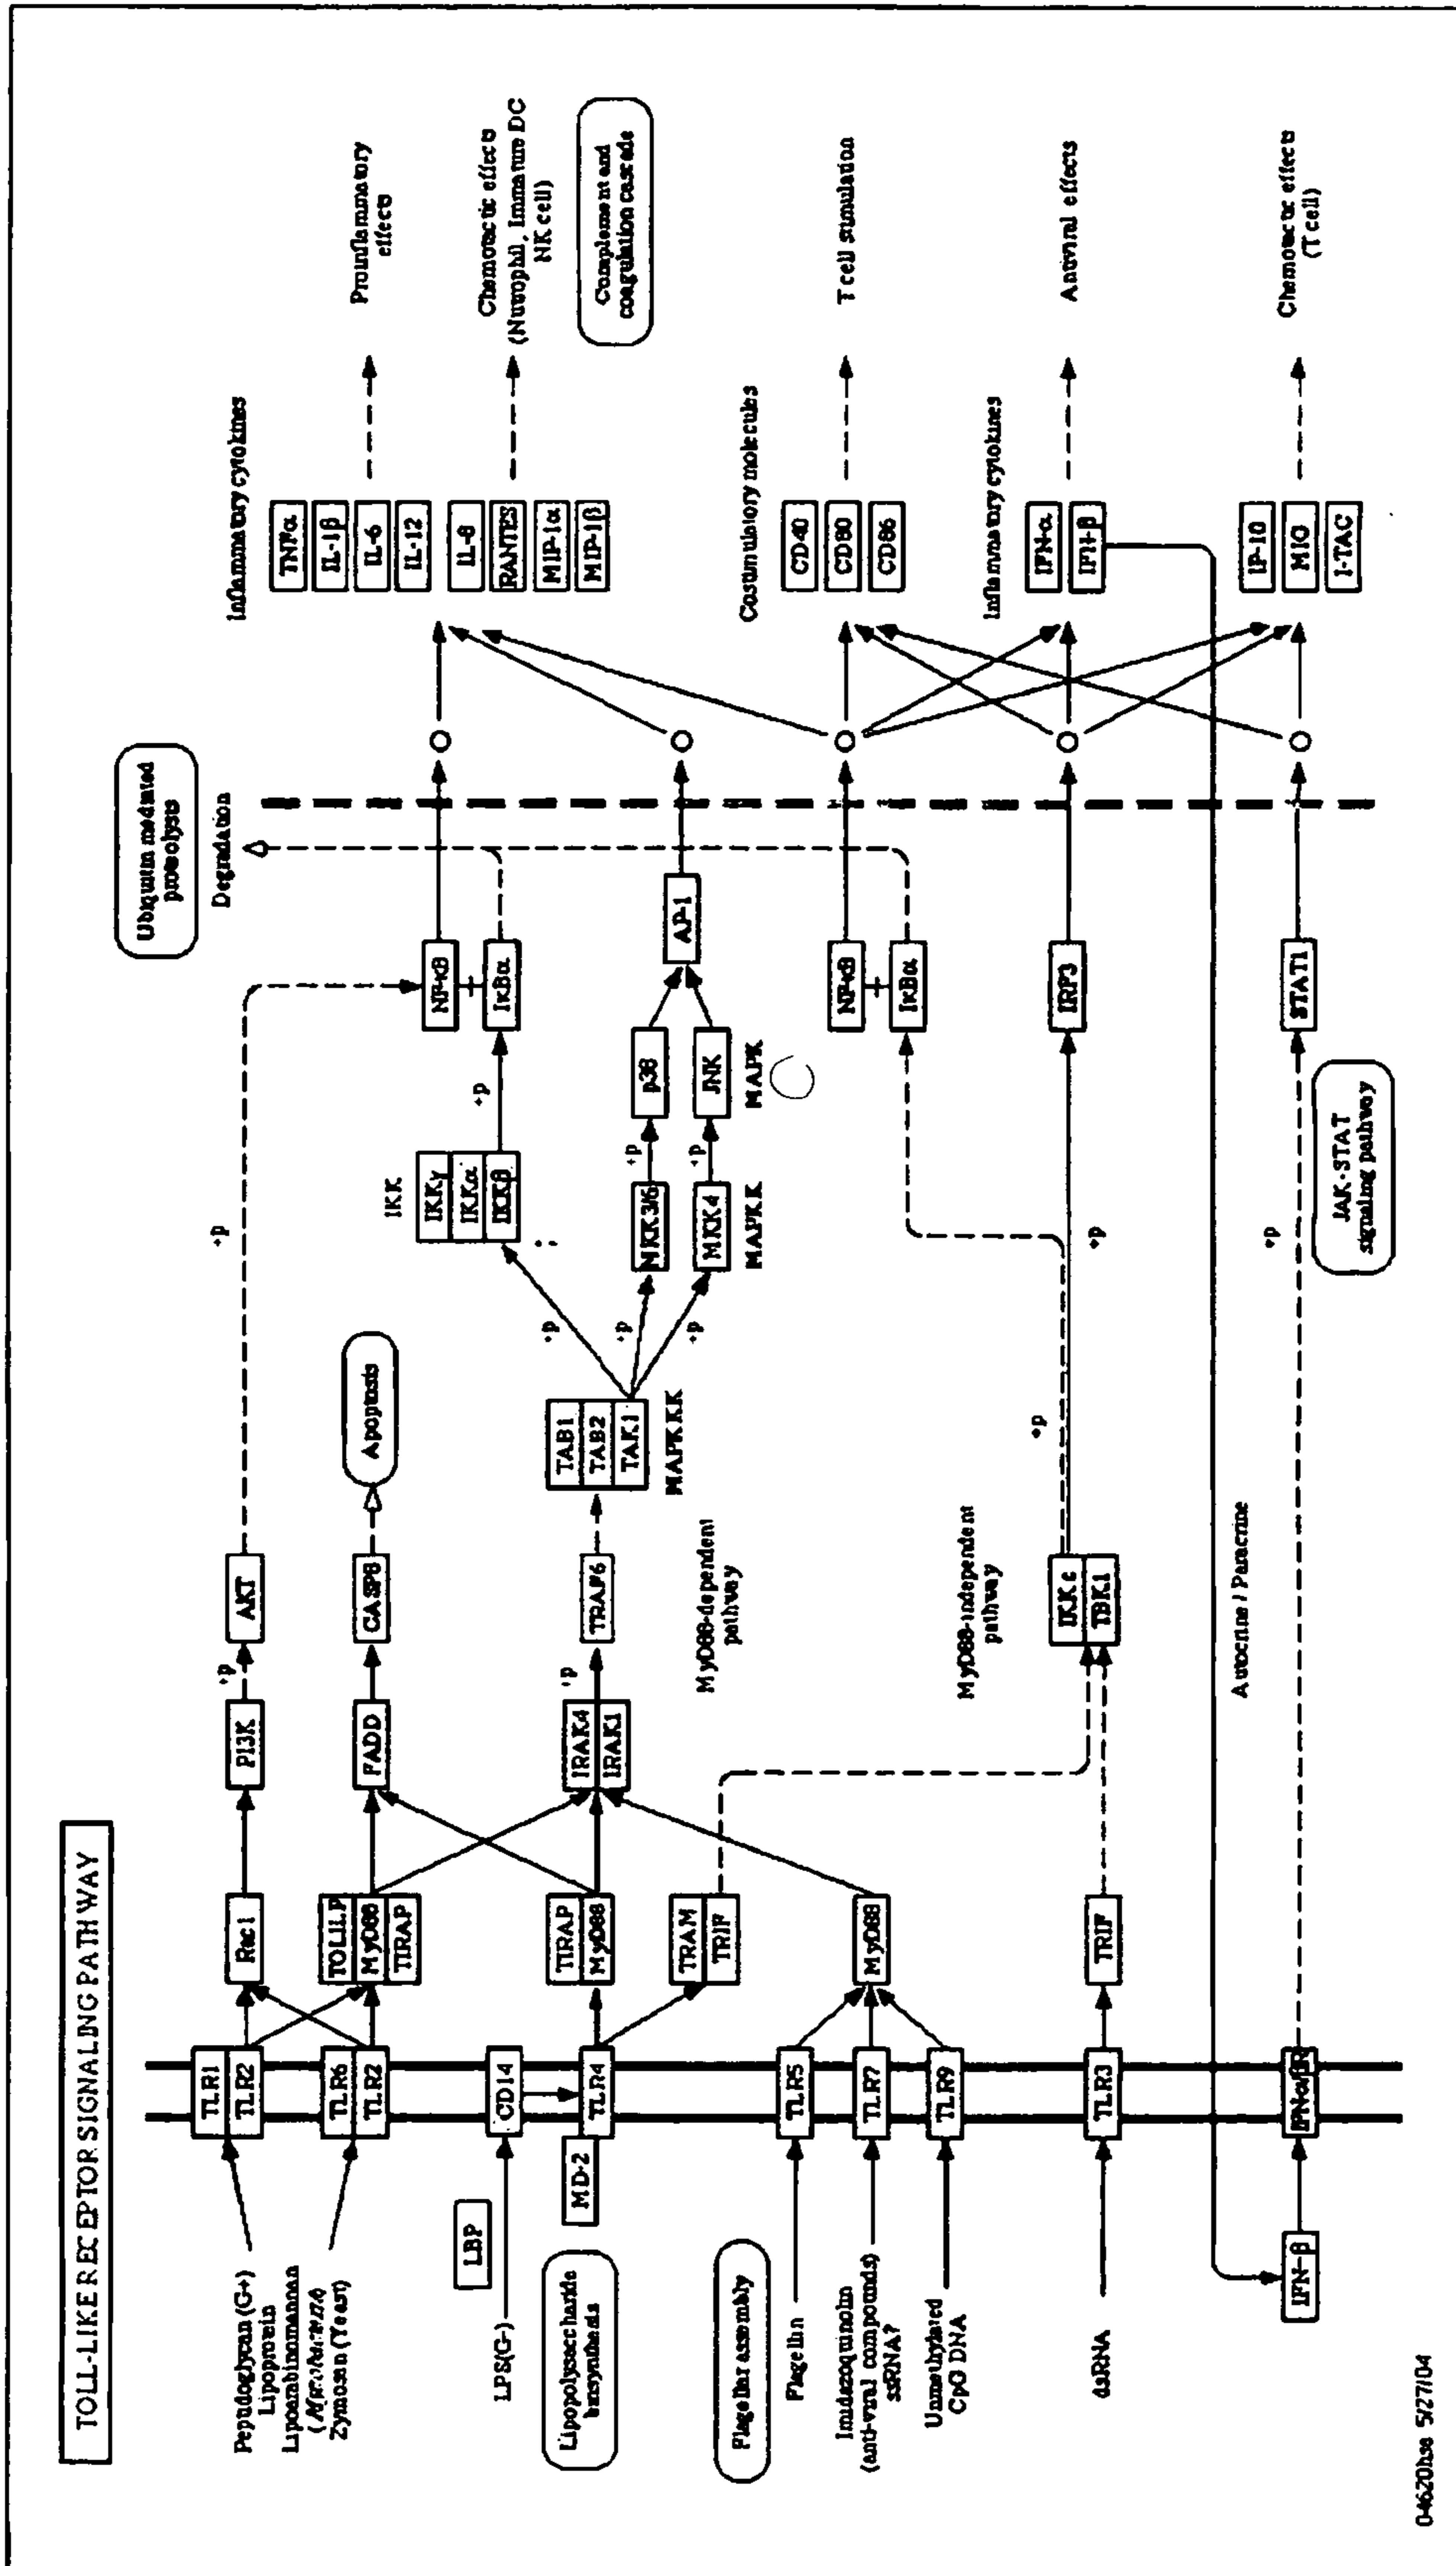 TOLL-LIKE RECEPTOR SIGNALING PATHWAY
Peptidoglycan (G+)
Lipoprotein
Lipoarabinomannan
Zymosan (Yeast)
LBP
LPS(G-)
Lipopolysaccharide
biosynthesis
Flagellar assembly
Flagellin
Imidazoquinolin
(anti-viral compounds)
ssRNA?
Unmethylated
CpG DNA
dsRNA
IFN-β
TLR1
TLR2
TLR6
TLR2
CD14
MD-2
TLR4
TLR5
TLR7
TLR9
TLR3
IFNα/βR
Rac1
TOLLIP
MyD88
TIRAP
TIRAP
MyD88
TRAM
TRIF
MyD88
TRIF
PI3K
+p
AKT
FADD
CASP8
Apoptosis
IRAK4
IRAK1
+p
TRAF6
MyD88-dependent
pathway
MyD88-independent
pathway
IKKε
TBK1
Autocrine / Paracrine
TAB1
TAB2
TAK1
MAPKKK
+p
+p
+p
+p
+p
IKK
IKKγ
IKKα
IKKβ
+p
MKK3/6
MKK4
MAPKK
+p
+p
p38
JNK
MAPK
+p
+p
JAK-STAT
signaling pathway
Ubiquitin mediated
proteolysis
Degradation
NFκB
IκBα
AP-1
NFκB
IκBα
IRF3
STAT1
Inflammatory cytokines
TNFα
IL-1β
IL-6
IL-12
IL-8
RANTES
MIP-1α
MIP-1β
Costimulatory molecules
CD40
CD80
CD86
Inflammatory cytokines
IFN-α
IFN-β
IP-10
MIG
I-TAC
Proinflammatory
effects
Chemotactic effects
(Nutrophil, Immature DC
NK cell)
Complement and
coagulation cascade
T cell stimulation
Antiviral effects
Chemotactic effects
(T cell)
04620hsa 5/27/04